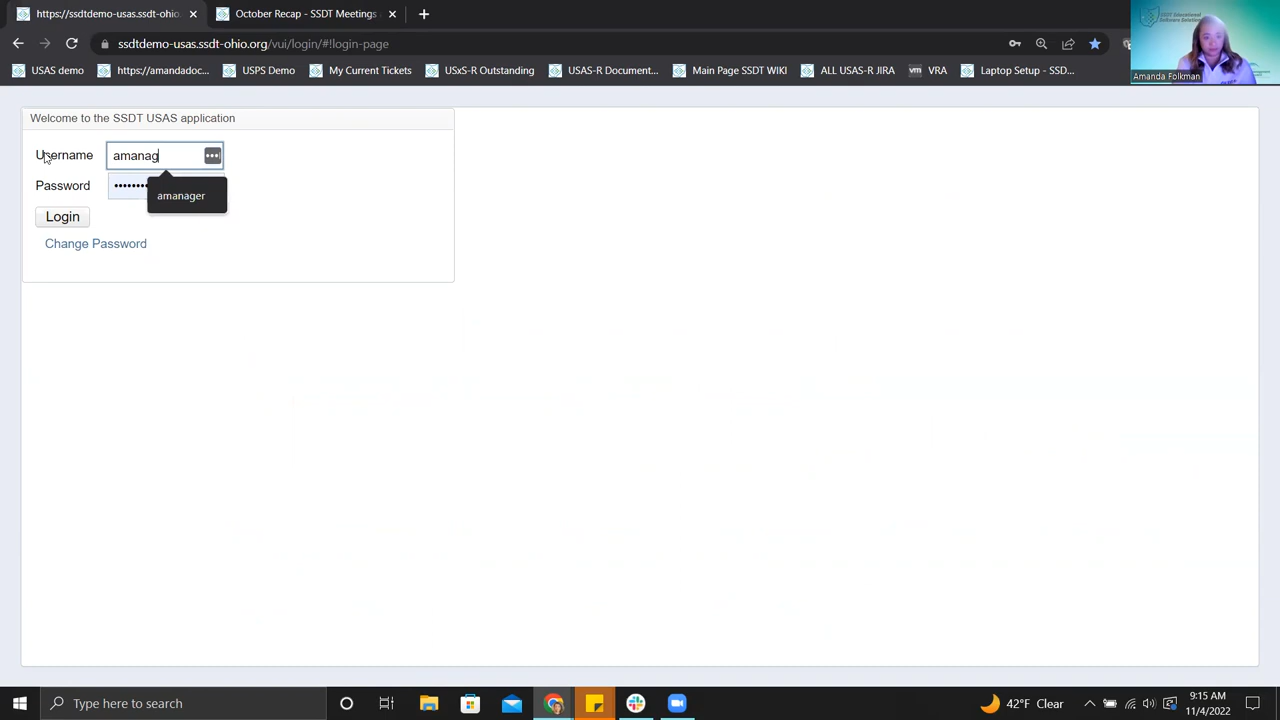 https://ssdtdemo-usas.ssdt-ohio.org.
October Recap - SSDT Meetings
ssdtdemo-usas.ssdt-ohio.org/vui/login/#!login-page
USAS demo
https://amandadoc...
USPS Demo
My Current Tickets
USAS-R Document...
Main Page SSDT WIKI
ALL USAS-R JIRA
vm VRA
Laptop Setup - SSD...
Amanda Folkman
Welcome to the SSDT USAS application
Username
amanag
Password
amanager
Login
Change Password
Type here to search
42°F Clear
9:15 AM
11/4/2022